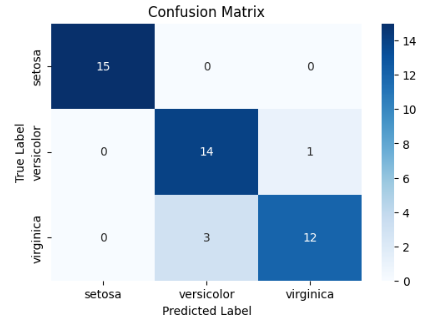 Confusion Matrix
setosa 15 0 0
versicolor 0 14 1
virginica 0 3 12
True Label
setosa versicolor virginica
Predicted Label
14
12
10
8
6
4
2
0